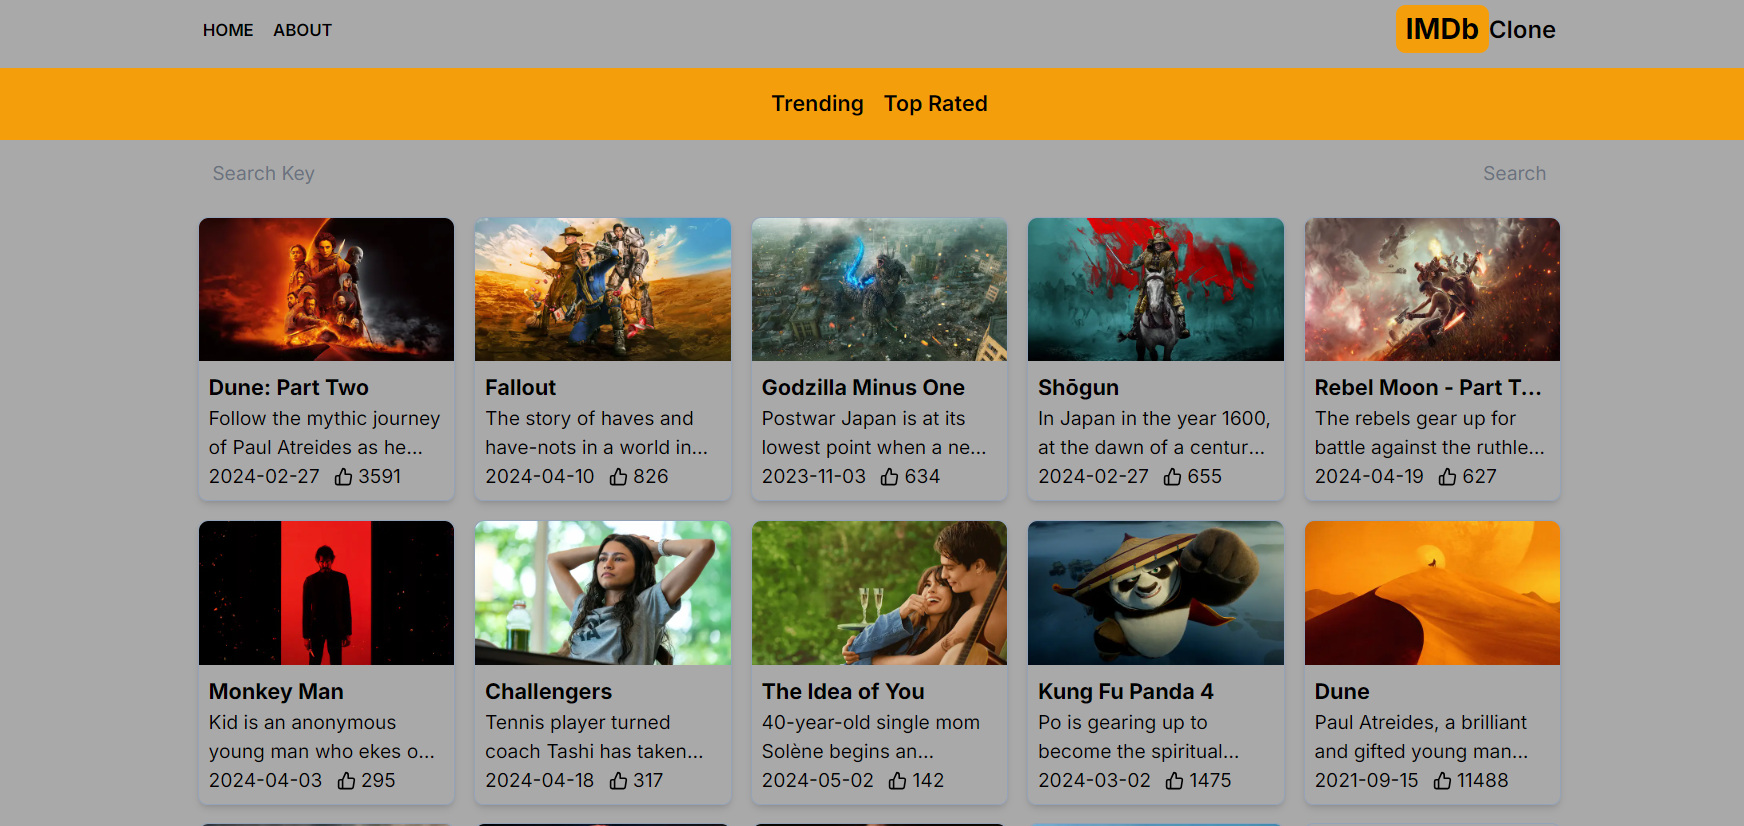 HOME ABOUT IMDb Clone
Trending Top Rated
Search Key Search
Dune: Part Two
Follow the mythic journey
of Paul Atreides as he...
2024-02-27 3591
Fallout
The story of haves and
have-nots in a world in...
2024-04-10 826
Godzilla Minus One
Postwar Japan is at its
lowest point when a ne...
2023-11-03 634
Shōgun
In Japan in the year 1600,
at the dawn of a centur...
2024-02-27 655
Rebel Moon - Part T...
The rebels gear up for
battle against the ruthle...
2024-04-19 627
Monkey Man
Kid is an anonymous
young man who ekes o...
2024-04-03 295
Challengers
Tennis player turned
coach Tashi has taken...
2024-04-18 317
The Idea of You
40-year-old single mom
Solène begins an...
2024-05-02 142
Kung Fu Panda 4
Po is gearing up to
become the spiritual...
2024-03-02 1475
Dune
Paul Atreides, a brilliant
and gifted young man...
2021-09-15 11488